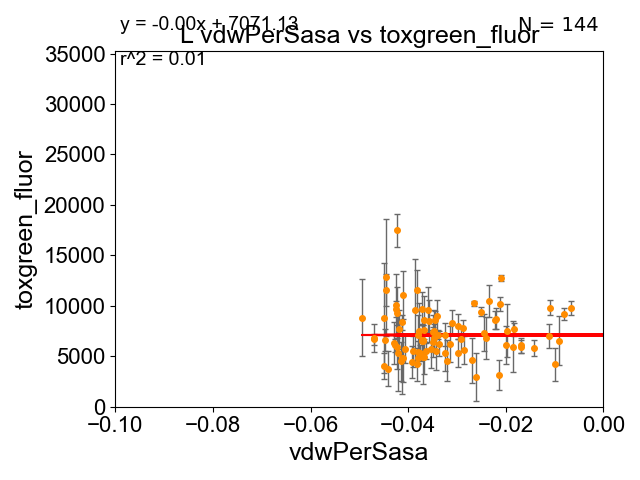 y = -0.00x + 7071.13
N = 144
L vdwPerSasa vs toxgreen_fluor
r^2 = 0.01
35000
30000
25000
20000
15000
10000
5000
0
toxgreen_fluor
−0.10 −0.08 −0.06 −0.04 −0.02 0.00
vdwPerSasa